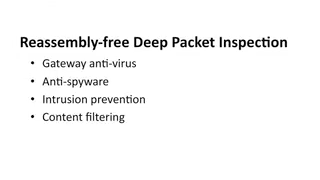 Reassembly-free Deep Packet Inspection
• Gateway anti-virus
• Anti-spyware
• Intrusion prevention
• Content filtering